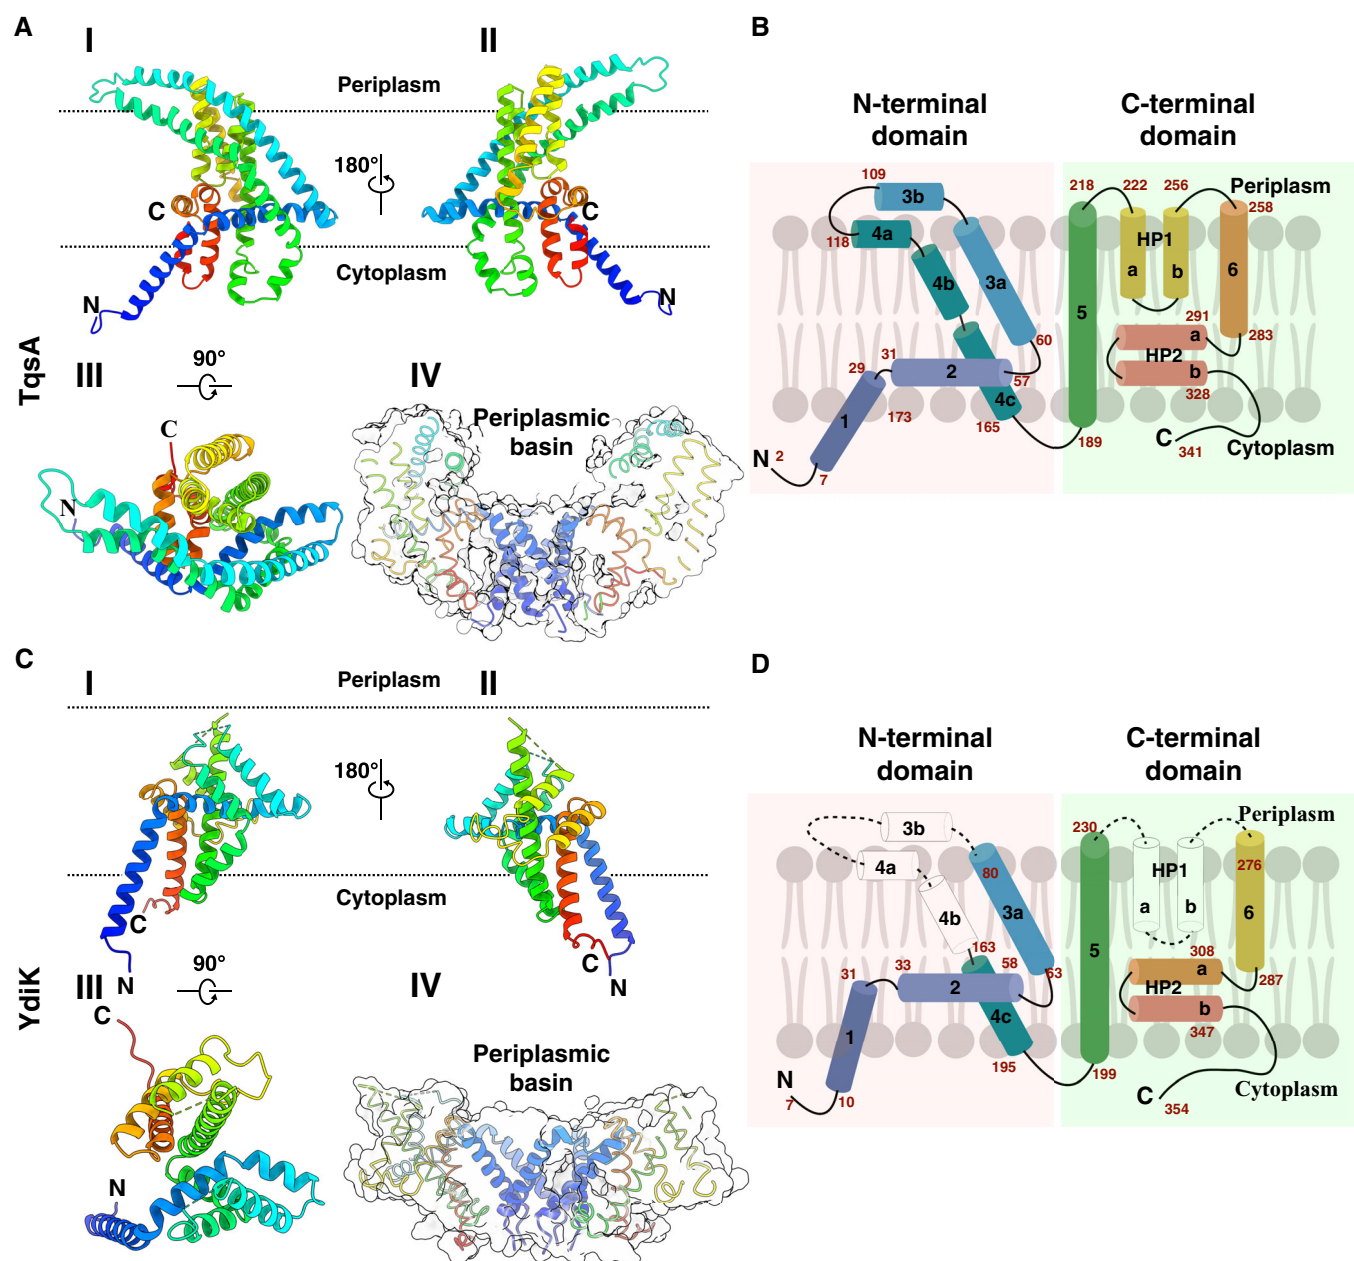 A
I
II
Periplasm
180°
C
C
Cytoplasm
N
N
TqsA
III
90°
IV
C
N
Periplasmic
basin
B
N-terminal
domain
C-terminal
domain
109
3b
218
222
256
Periplasm
258
118
4a
HP1
4b
3a
a
b
6
5
291
a
60
31
283
HP2
29
2
57
b
328
4c
1
173
165
C
Cytoplasm
189
341
N
2
7
C
I
Periplasm
II
180°
Cytoplasm
C
N
C
N
YdiK
III
90°
IV
C
N
Periplasmic
basin
D
N-terminal
domain
C-terminal
domain
Periplasm
3b
230
4a
80
HP1
276
4b
3a
a
b
6
5
163
308
31
33
58
63
a
287
2
HP2
b
4c
347
1
195
199
N
7
10
C
354
Cytoplasm